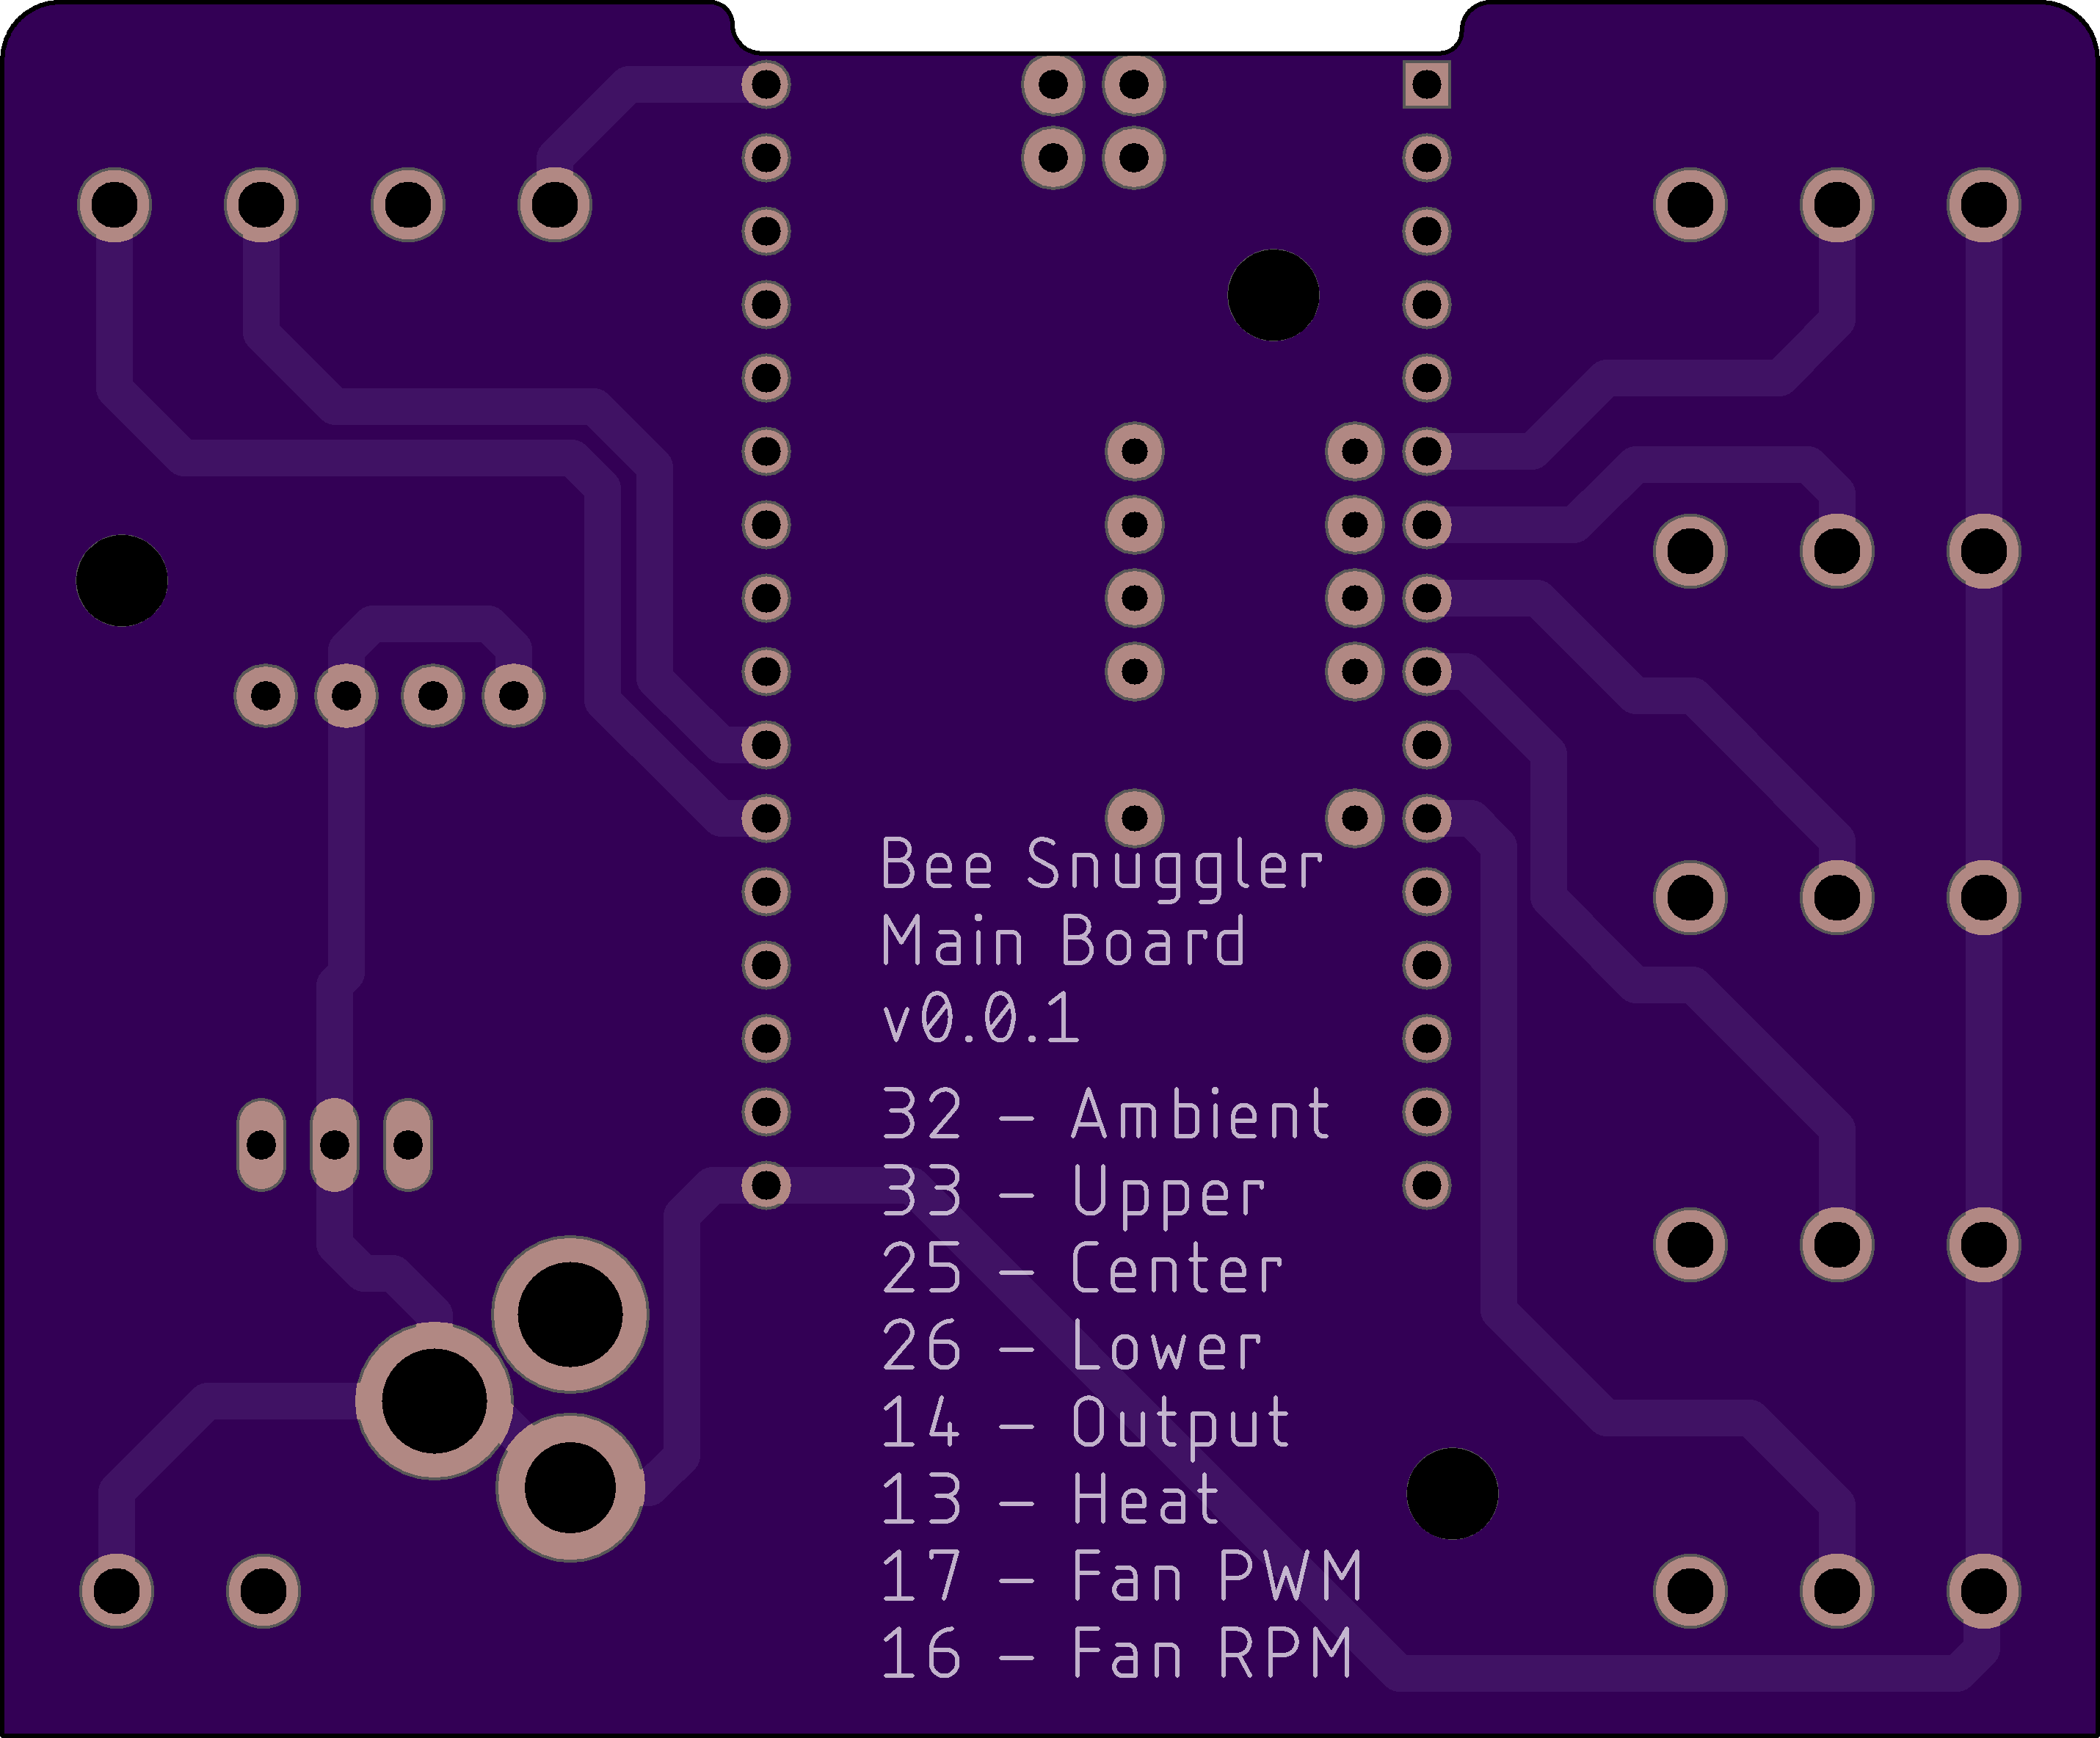 Bee Snuggler
Main Board
v0.0.1
32 - Ambient
33 - Upper
25 - Center
26 - Lower
14 - Output
13 - Heat
17 - Fan PWM
16 - Fan RPM